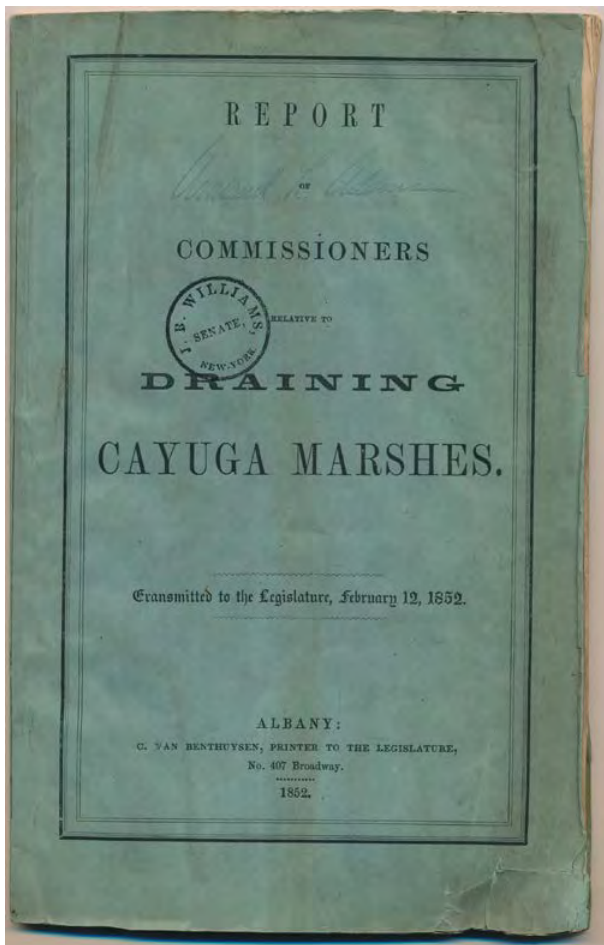 REPORT
OF
COMMISSIONERS
RELATIVE TO
J. B. WILLIAMS,
SENATE,
NEW-YORK.
DRAINING
CAYUGA MARSHES.
Transmitted to the Legislature, February 12, 1852.
ALBANY:
C. VAN BENTHUYSEN, PRINTER TO THE LEGISLATURE,
No. 407 Broadway.
1852.